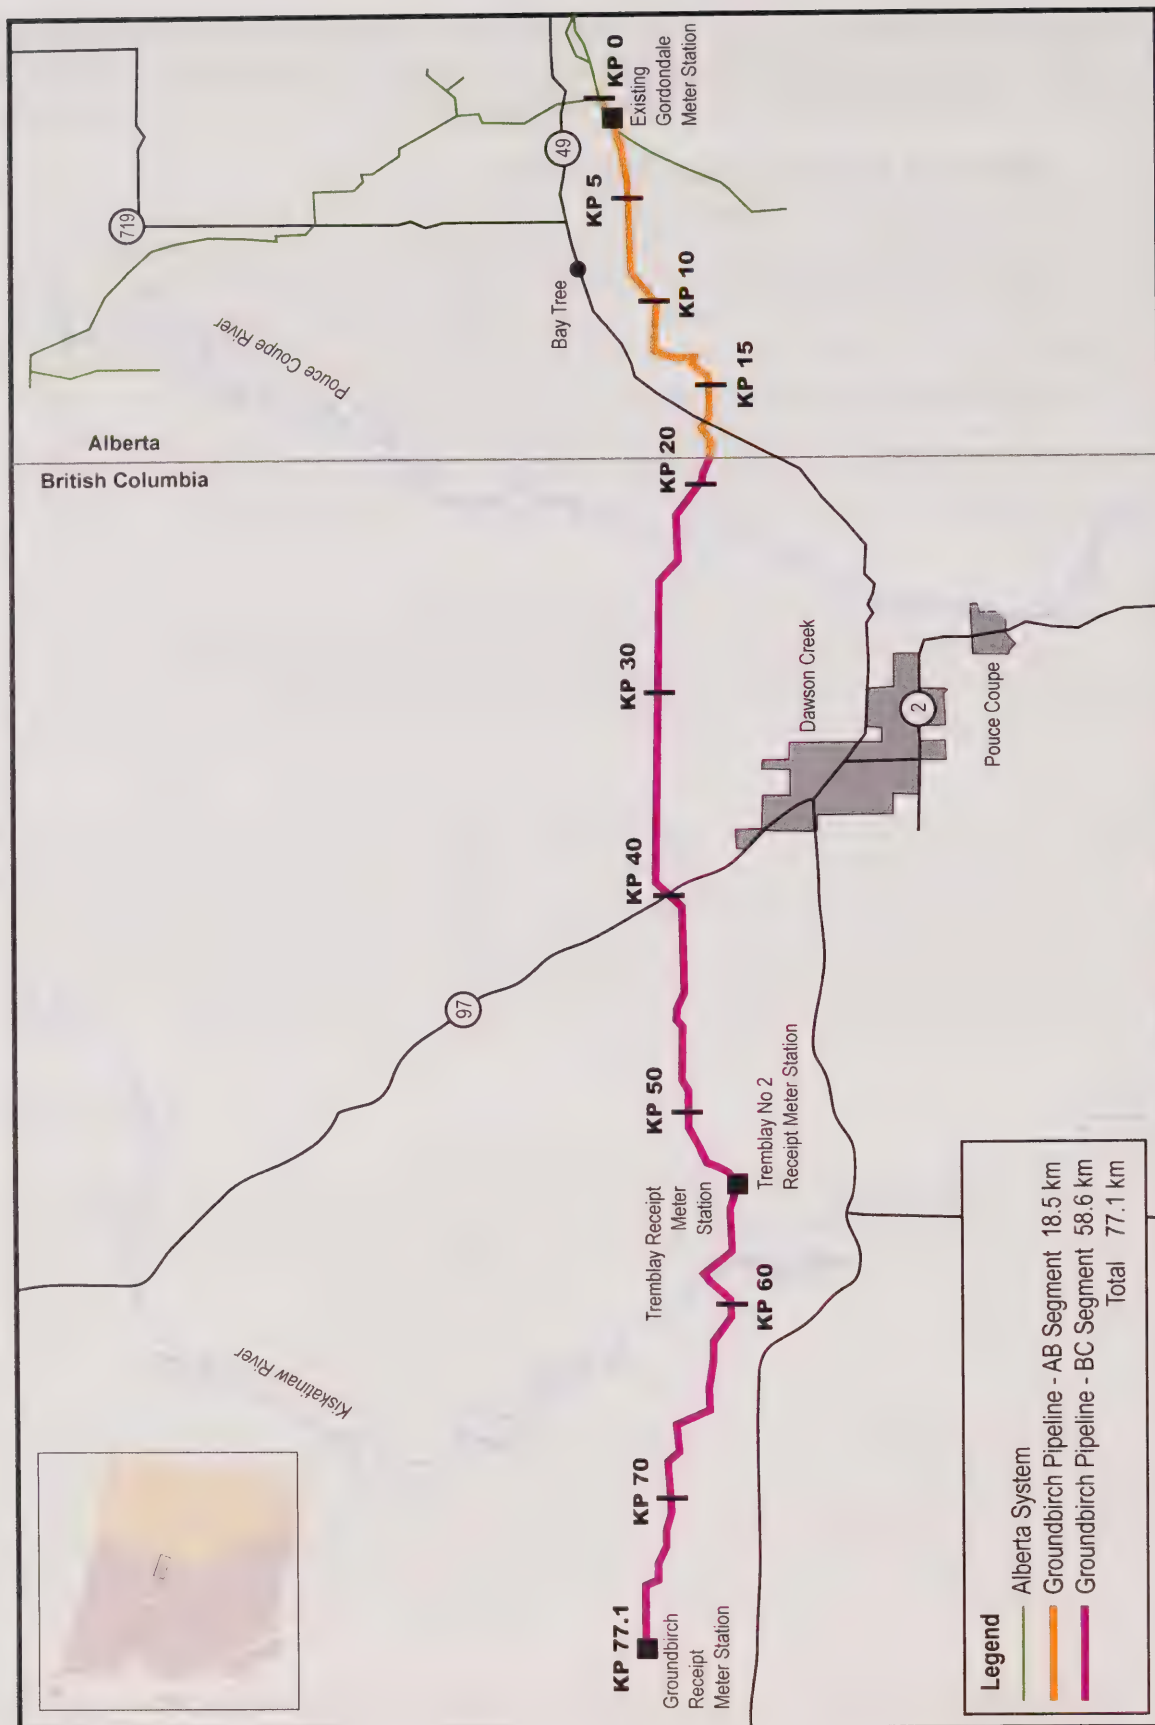 719
Pouce Coupe River
Alberta
British Columbia
49
Bay Tree
KP 0
Existing
Gordondale
Meter Station
KP 5
KP 10
KP 15
KP 20
KP 30
Dawson Creek
2
Pouce Coupe
KP 40
97
KP 50
Tremblay No 2
Receipt Meter Station
Tremblay Receipt
Meter
Station
KP 60
Kiskatinaw River
KP 70
KP 77.1
Groundbirch
Receipt
Meter Station
Legend
Alberta System
Groundbirch Pipeline - AB Segment 18.5 km
Groundbirch Pipeline - BC Segment 58.6 km
Total 77.1 km